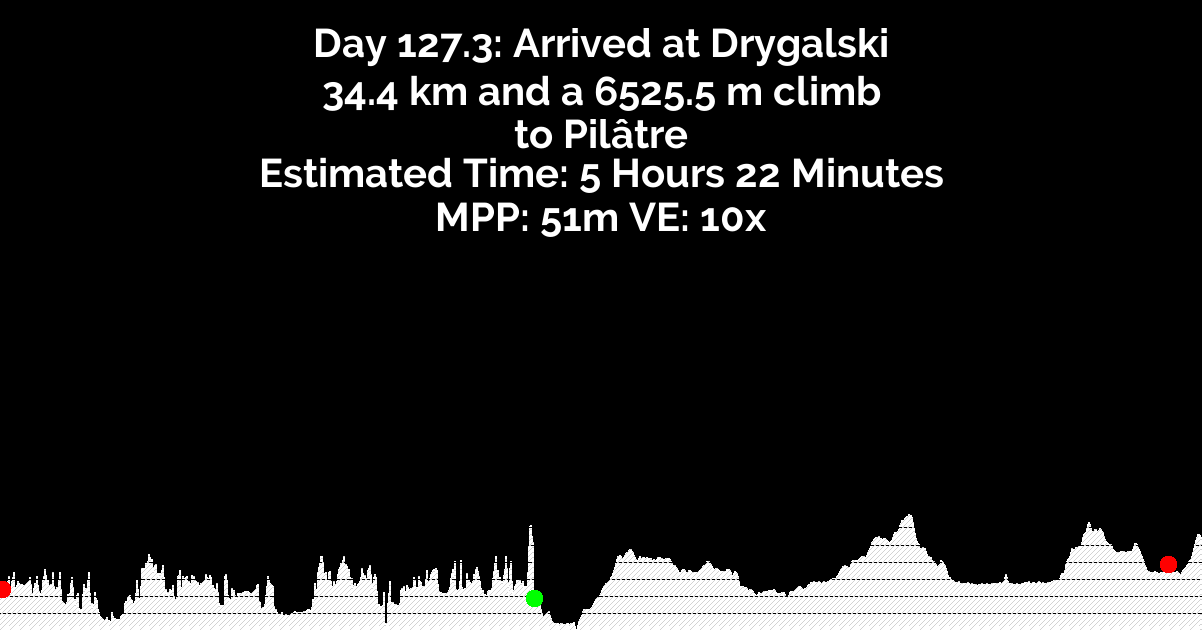 Day 127.3: Arrived at Drygalski
34.4 km and a 6525.5 m climb
to Pilâtre
Estimated Time: 5 Hours 22 Minutes
MPP: 51m VE: 10x